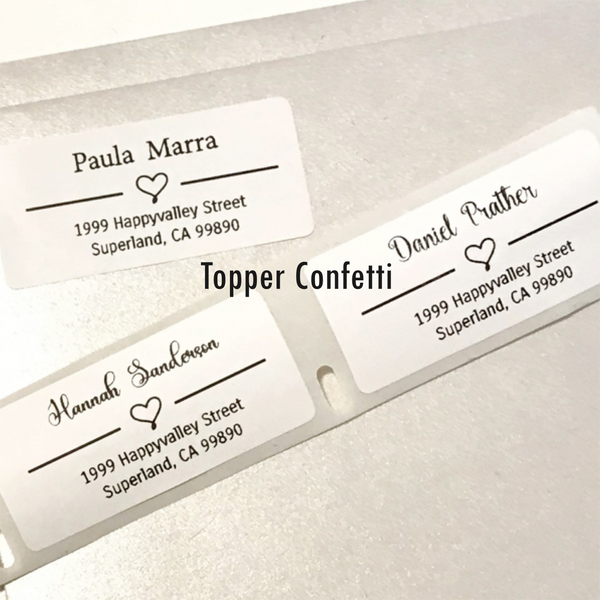 Paula Marra
1999 Happyvalley Street
Superland, CA 99890
Daniel Prather
1999 Happyvalley Street
Superland, CA 99890
Topper Confetti
Hannah Sanderson
1999 Happyvalley Street
Superland, CA 99890